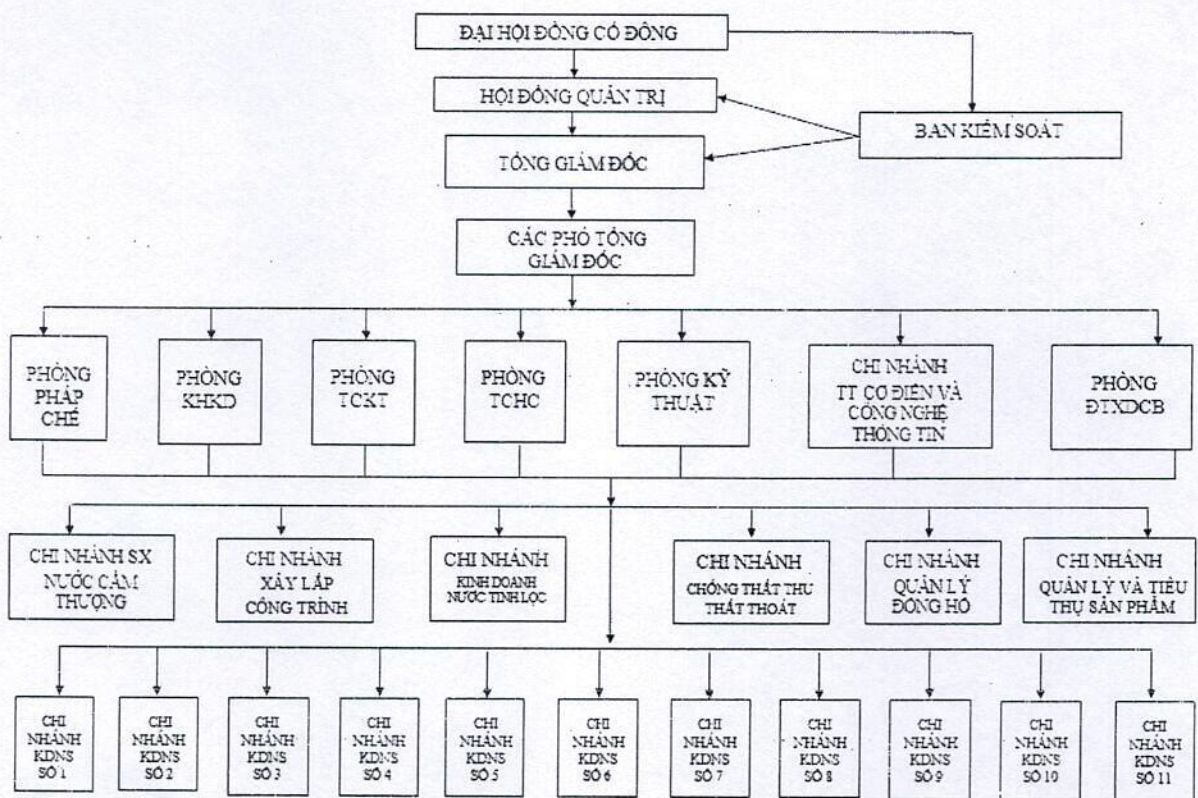 ĐẠI HỘI ĐỒNG CỔ ĐÔNG
HỘI ĐỒNG QUẢN TRỊ
BAN KIỂM SOÁT
TỔNG GIÁM ĐỐC
CÁC PHÓ TỔNG
GIÁM ĐỐC
PHÒNG
PHÁP
CHẾ
PHÒNG
KHKD
PHÒNG
TCKT
PHÒNG
TCHC
PHÒNG KỸ
THUẬT
CHI NHÁNH
TT CƠ ĐIỆN VÀ
CÔNG NGHỆ
THÔNG TIN
PHÒNG
ĐTXDCB
CHI NHÁNH SX
NƯỚC CẨM
THƯỢNG
CHI NHÁNH
XÂY LẮP
CÔNG TRÌNH
CHI NHÁNH
KINH DOANH
NƯỚC TINH LỌC
CHI NHÁNH
CHỐNG THẤT THU
THẤT THOÁT
CHI NHÁNH
QUẢN LÝ
ĐỒNG HỒ
CHI NHÁNH
QUẢN LÝ VÀ TIÊU
THỤ SẢN PHẨM
CHI
NHÁNH
KDNS
SỐ 1
CHI
NHÁNH
KDNS
SỐ 2
CHI
NHÁNH
KDNS
SỐ 3
CHI
NHÁNH
KDNS
SỐ 4
CHI
NHÁNH
KDNS
SỐ 5
CHI
NHÁNH
KDNS
SỐ 6
CHI
NHÁNH
KDNS
SỐ 7
CHI
NHÁNH
KDNS
SỐ 8
CHI
NHÁNH
KDNS
SỐ 9
CHI
NHÁNH
KDNS
SỐ 10
CHI
NHÁNH
KDNS
SỐ 11